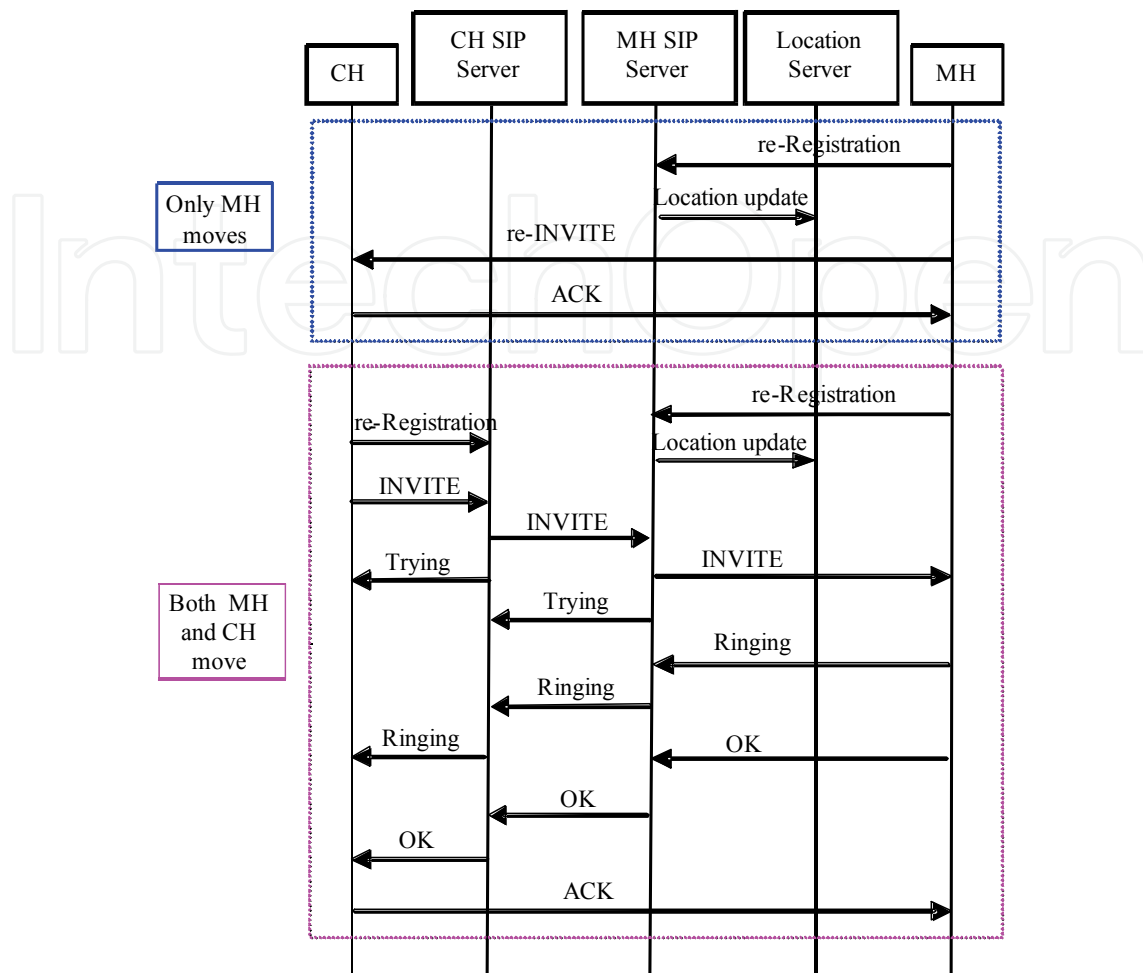 CH
CH SIP
Server
MH SIP
Server
Location
Server
MH
Only MH
moves
re-Registration
Location update
re-INVITE
ACK
Both MH
and CH
move
re-Registration
re-Registration
Location update
INVITE
INVITE
Trying
INVITE
Trying
Ringing
Ringing
Ringing
OK
OK
OK
ACK
IntechOpen